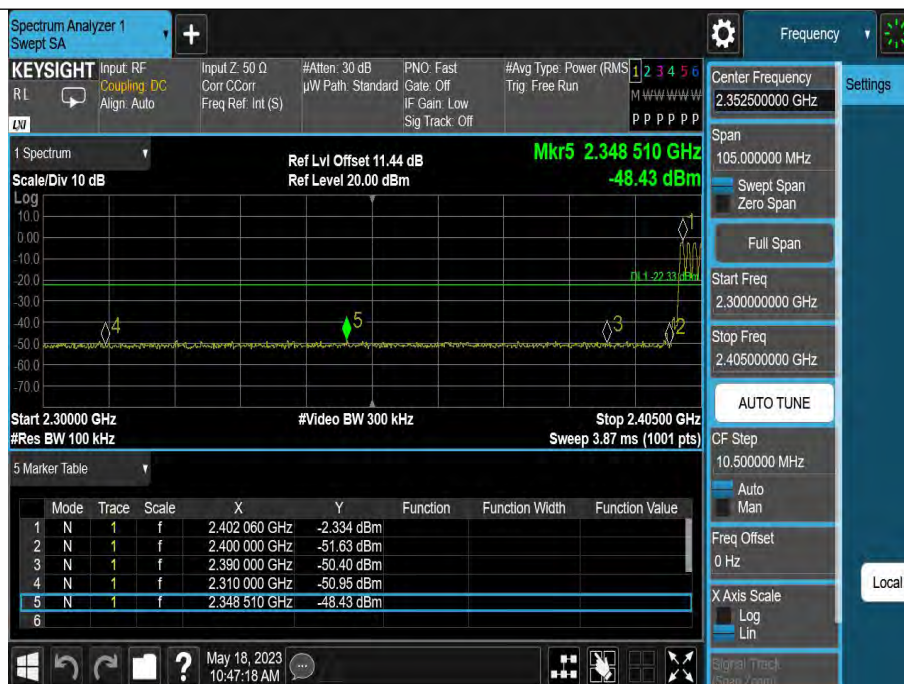 Spectrum Analyzer 1
Swept SA
+
Frequency
KEYSIGHT
RL
LXI
Input: RF
Coupling: DC
Align: Auto
Input Z: 50 Ω
Corr CCorr
Freq Ref: Int (S)
#Atten: 30 dB
µW Path: Standard
PNO: Fast
Gate: Off
IF Gain: Low
Sig Track: Off
#Avg Type: Power (RMS
Trig: Free Run
1 2 3 4 5 6
M W W W W W
P P P P P P
1 Spectrum
Scale/Div 10 dB
Ref Lvl Offset 11.44 dB
Ref Level 20.00 dBm
Mkr5 2.348 510 GHz
-48.43 dBm
Log
10.0
0.00
-10.0
-20.0
-30.0
-40.0
-50.0
-60.0
-70.0
1
DL1 -22.33 dBm
4
5
3
2
Start 2.30000 GHz
#Video BW 300 kHz
Stop 2.40500 GHz
#Res BW 100 kHz
Sweep 3.87 ms (1001 pts)
5 Marker Table
Mode Trace Scale X Y Function Function Width Function Value
1 N 1 f 2.402 060 GHz -2.334 dBm
2 N 1 f 2.400 000 GHz -51.63 dBm
3 N 1 f 2.390 000 GHz -50.40 dBm
4 N 1 f 2.310 000 GHz -50.95 dBm
5 N 1 f 2.348 510 GHz -48.43 dBm
6
?
May 18, 2023
10:47:18 AM
Center Frequency
2.352500000 GHz
Span
105.000000 MHz
Swept Span
Zero Span
Full Span
Start Freq
2.300000000 GHz
Stop Freq
2.405000000 GHz
AUTO TUNE
CF Step
10.500000 MHz
Auto
Man
Freq Offset
0 Hz
X Axis Scale
Log
Lin
Signal Track
(Span Zoom)
Settings
Local